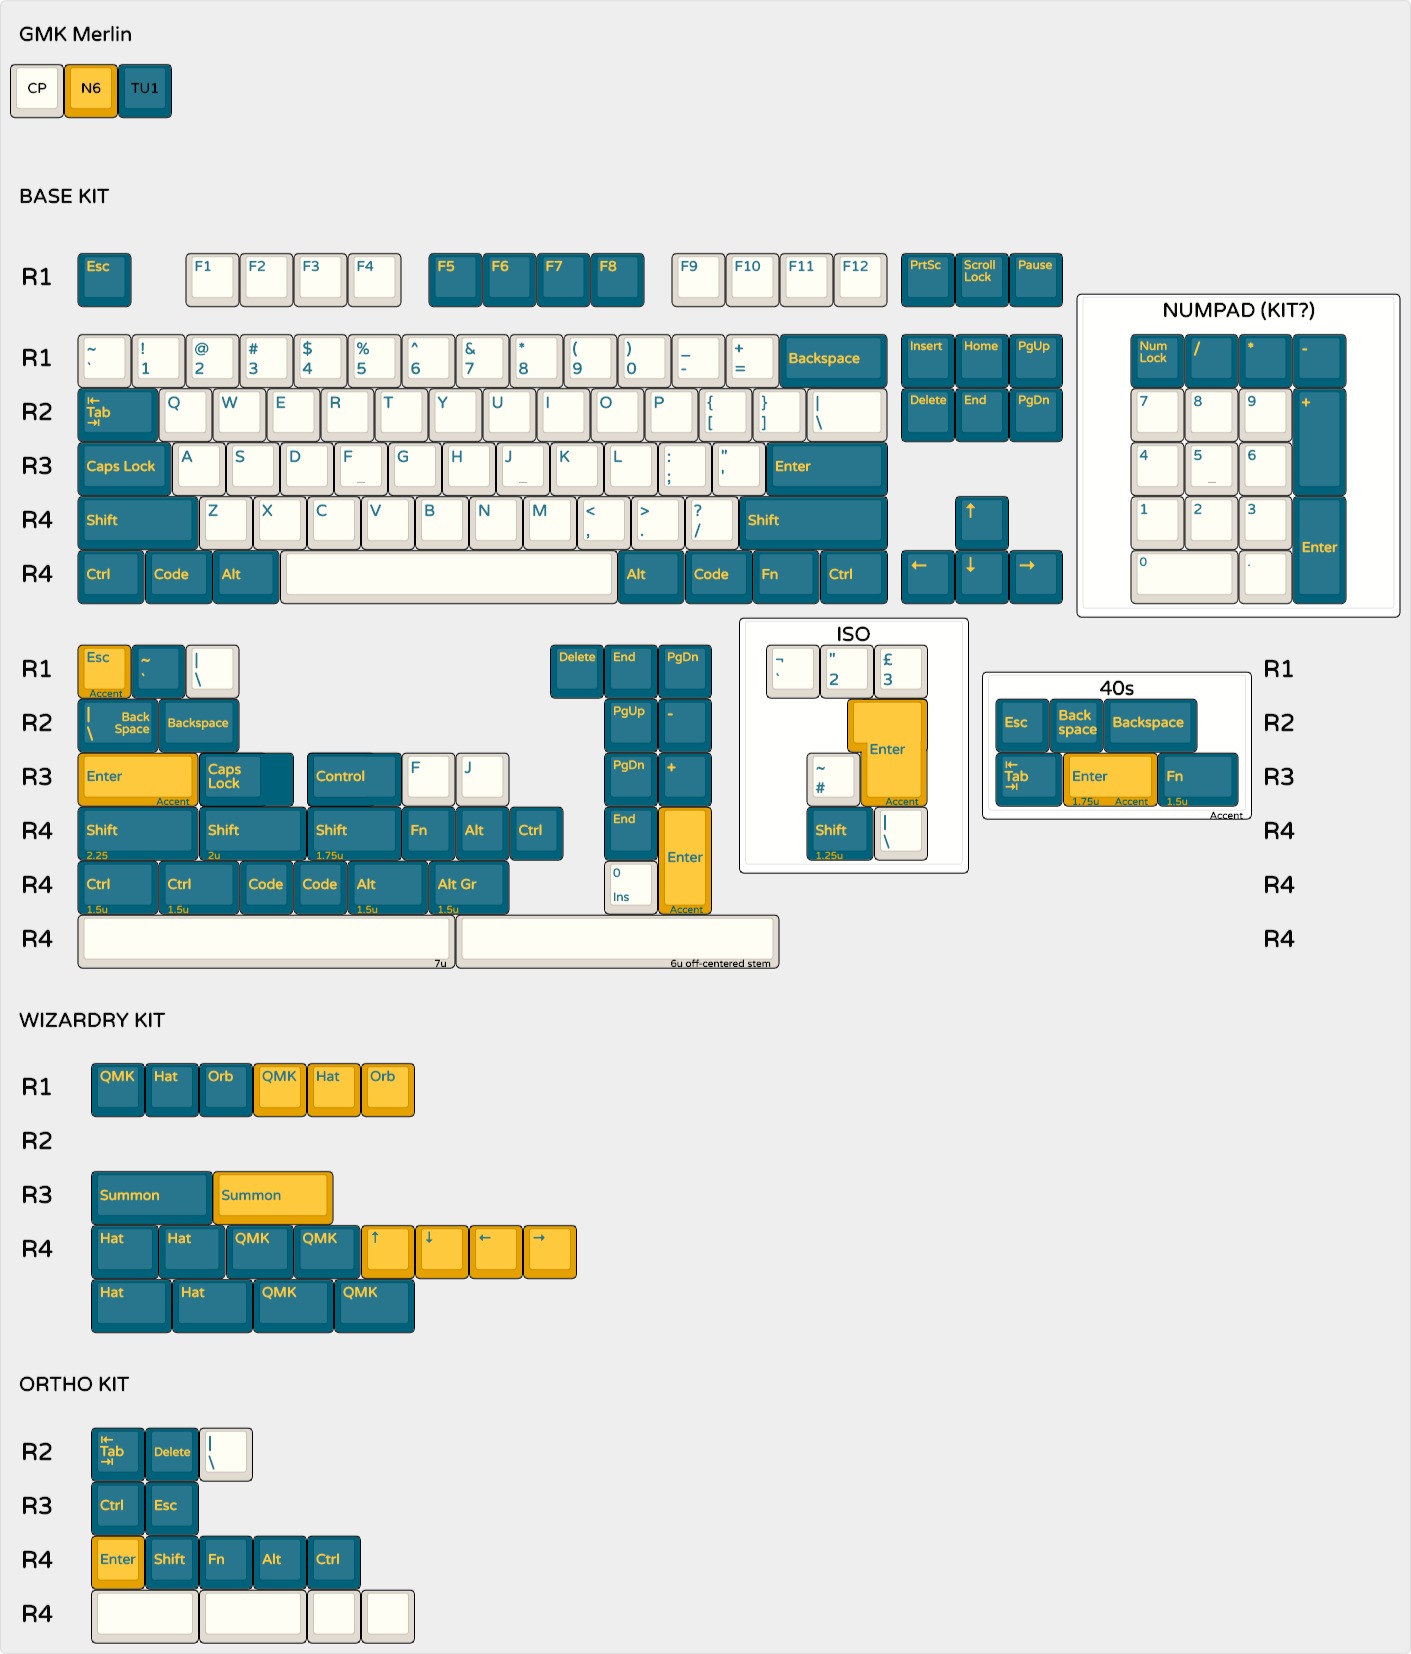 GMK Merlin
CP N6 TU1
BASE KIT
R1 Esc F1 F2 F3 F4 F5 F6 F7 F8 F9 F10 F11 F12 PrtSc Scroll Lock Pause
NUMPAD (KIT?)
R1 ~ ` ! 1 @ 2 # 3 $ 4 % 5 ^ 6 & 7 * 8 ( 9 ) 0 _ - + = Backspace Insert Home PgUp Num Lock / * -
R2 ⇤ Tab ⇥ Q W E R T Y U I O P { [ } ] | \ Delete End PgDn 7 8 9 +
R3 Caps Lock A S D F _ G H J _ K L : ; " ' Enter 4 5 _ 6
R4 Shift Z X C V B N M < , > . ? / Shift ↑ 1 2 3 Enter
R4 Ctrl Code Alt Alt Code Fn Ctrl ← ↓ → 0 .
ISO
R1 Esc Accent ~ ` | \ Delete End PgDn ¬ ` " 2 £ 3 R1
40s
R2 | \ Back Space Backspace PgUp - Enter Accent Esc Back space Backspace R2
R3 Enter Accent Caps Lock Control F J PgDn + ~ # ⇤ Tab ⇥ Enter 1.75u Accent Fn 1.5u R3
Accent
R4 Shift 2.25 Shift 2u Shift 1.75u Fn Alt Ctrl End Enter Accent Shift 1.25u | \ R4
R4 Ctrl 1.5u Ctrl 1.5u Code Code Alt 1.5u Alt Gr 1.5u 0 Ins R4
R4 7u 6u off-centered stem R4
WIZARDRY KIT
R1 QMK Hat Orb QMK Hat Orb
R2
R3 Summon Summon
R4 Hat Hat QMK QMK ↑ ↓ ← →
Hat Hat QMK QMK
ORTHO KIT
R2 ⇤ Tab ⇥ Delete | \
R3 Ctrl Esc
R4 Enter Shift Fn Alt Ctrl
R4